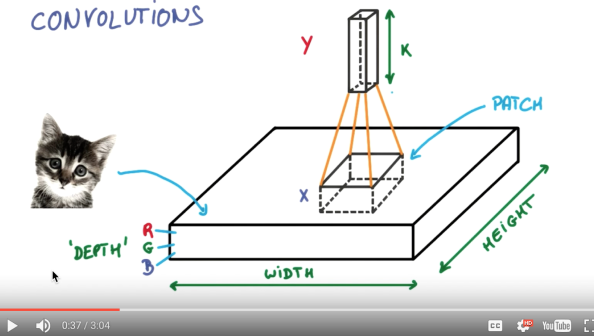 CONVOLUTIONS
Y
K
PATCH
X
R
G
B
'DEPTH'
WIDTH
HEIGHT
0:37 / 3:04
CC
HD
YouTube